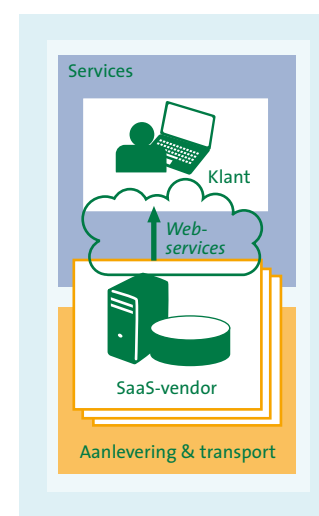 Services
Klant
Web-
services
SaaS-vendor
Aanlevering & transport